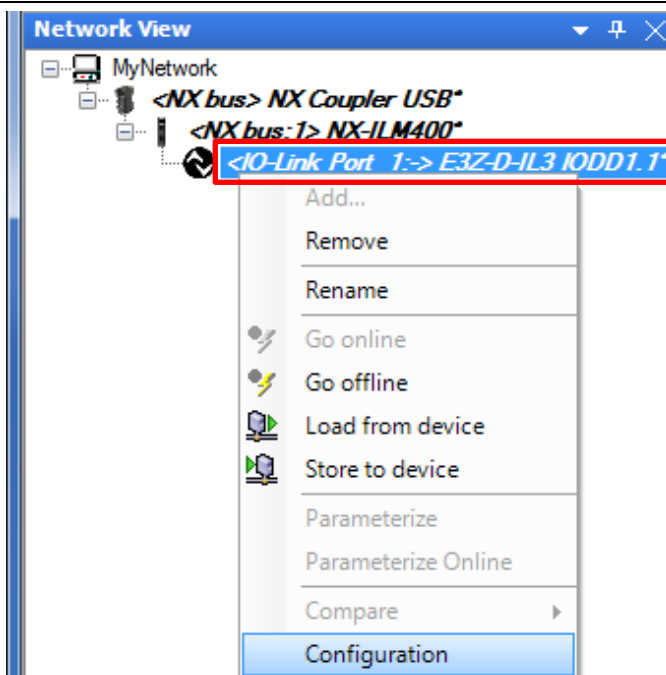 Network View
MyNetwork
<NX bus> NX Coupler USB*
<NX bus:1> NX-ILM400*
<IO-Link Port 1:-> E3Z-D-IL3 IODD1.1*
Add...
Remove
Rename
Go online
Go offline
Load from device
Store to device
Parameterize
Parameterize Online
Compare
Configuration